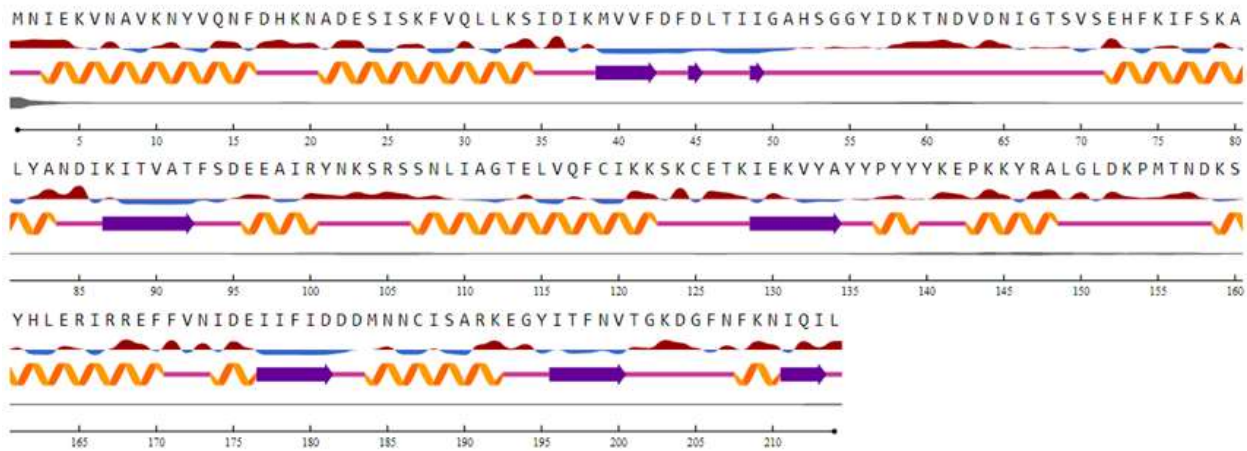 MNIEKVNAVKNYVQNFDHKNADESISKFVQLLKSIDIKMVVFDFDLTIIGAHSGGYIDKTNDVDNIGTSVSEHFKIFSKA
5 10 15 20 25 30 35 40 45 50 55 60 65 70 75 80
LYANDIKITVATFSDEEAIRYNKSRSSNLIAGTELVQFCIKKSKCETKIEKVYAYYPYYYKEPKKYRALGLDKPMTNDKS
85 90 95 100 105 110 115 120 125 130 135 140 145 150 155 160
YHLERIRREFFVNIDEIIFIDDDMNNCISARKEGYITFNVTGKDGFNFKNIQIL
165 170 175 180 185 190 195 200 205 210